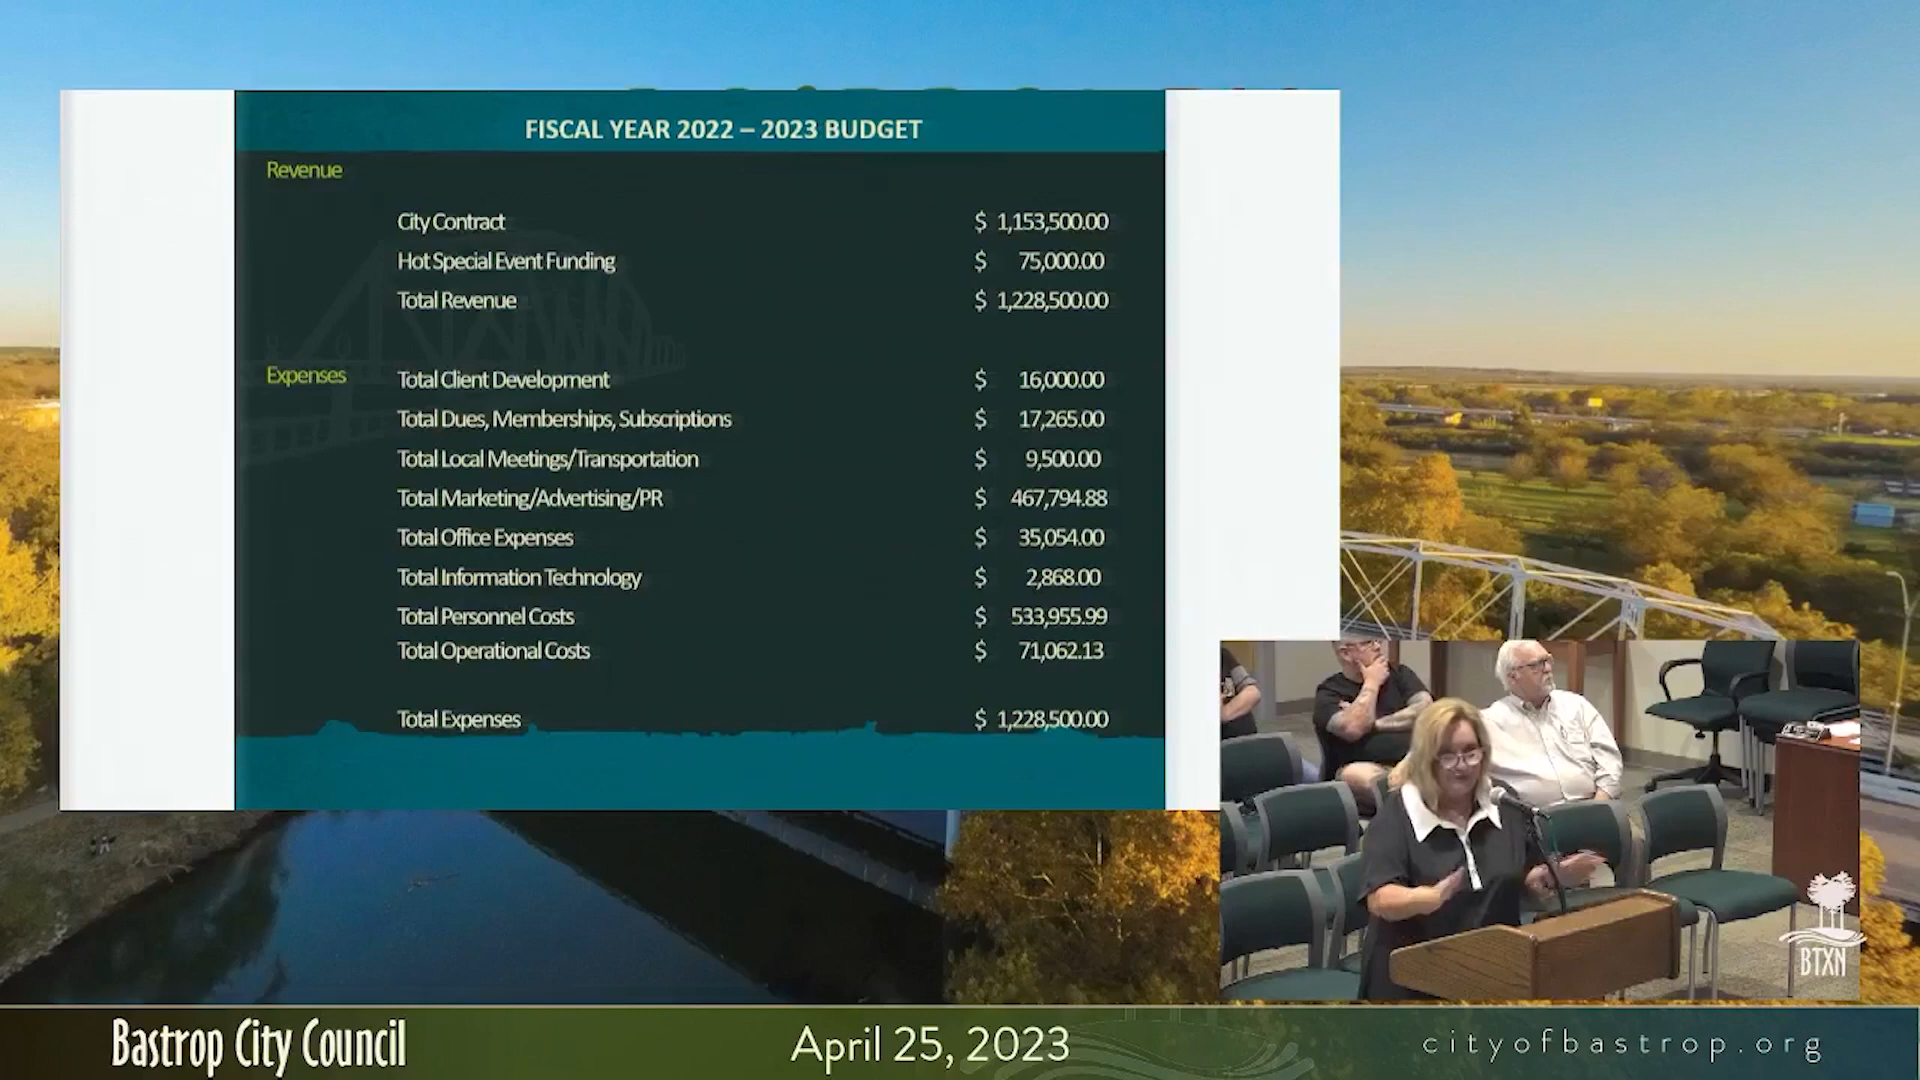 FISCAL YEAR 2022 – 2023 BUDGET
Revenue
City Contract $ 1,153,500.00
Hot Special Event Funding $ 75,000.00
Total Revenue $ 1,228,500.00
Expenses Total Client Development $ 16,000.00
Total Dues, Memberships, Subscriptions $ 17,265.00
Total Local Meetings/Transportation $ 9,500.00
Total Marketing/Advertising/PR $ 467,794.88
Total Office Expenses $ 35,054.00
Total Information Technology $ 2,868.00
Total Personnel Costs $ 533,955.99
Total Operational Costs $ 71,062.13
Total Expenses $ 1,228,500.00
BTXN
Bastrop City Council April 25, 2023 cityofbastrop.org